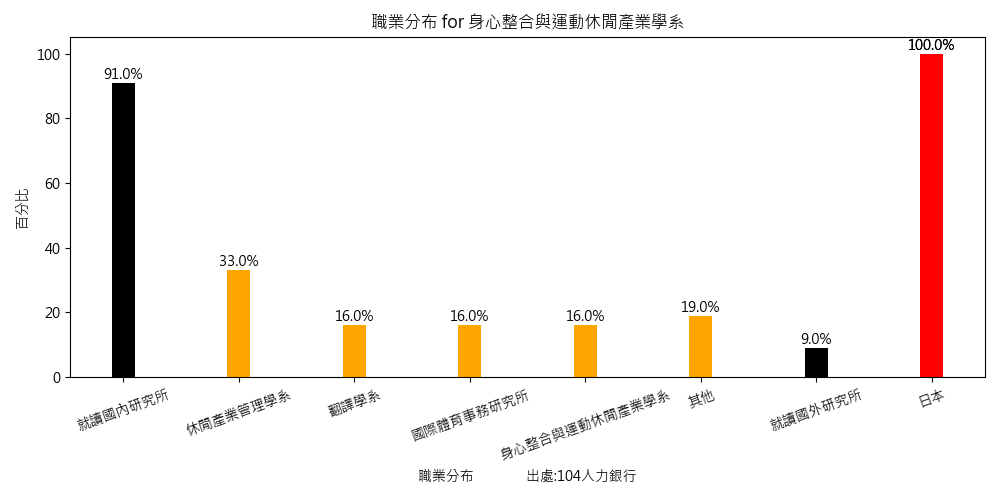 職業分布 for 身心整合與運動休閒產業學系
百分比
100
80
60
40
20
0
91.0%
33.0%
16.0%
16.0%
16.0%
19.0%
9.0%
100.0%
就讀國內研究所
休閒產業管理學系
翻譯學系
國際體育事務研究所
身心整合與運動休閒產業學系
其他
就讀國外研究所
日本
職業分布 出處:104人力銀行